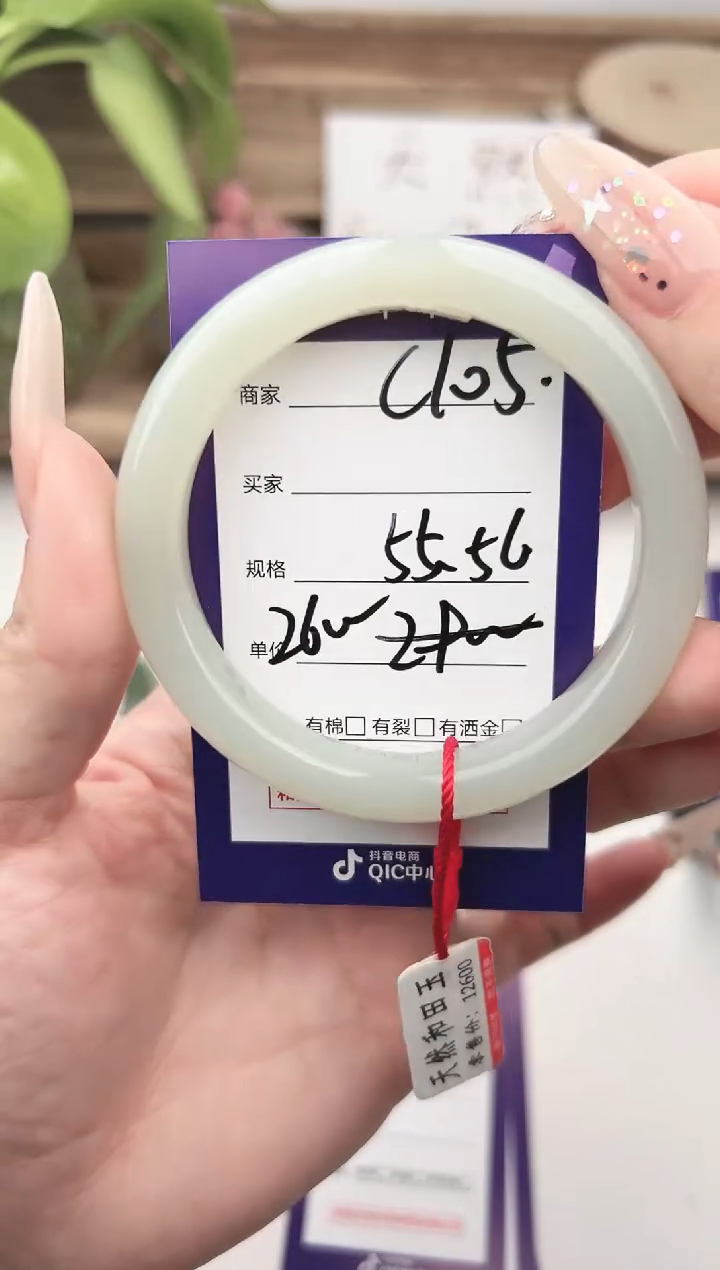 商家 C105.
买家
规格 55.56
单价 2600 2800
有棉□ 有裂□ 有洒金□
抖音电商
QIC中心
天然和田玉
零售价：12600